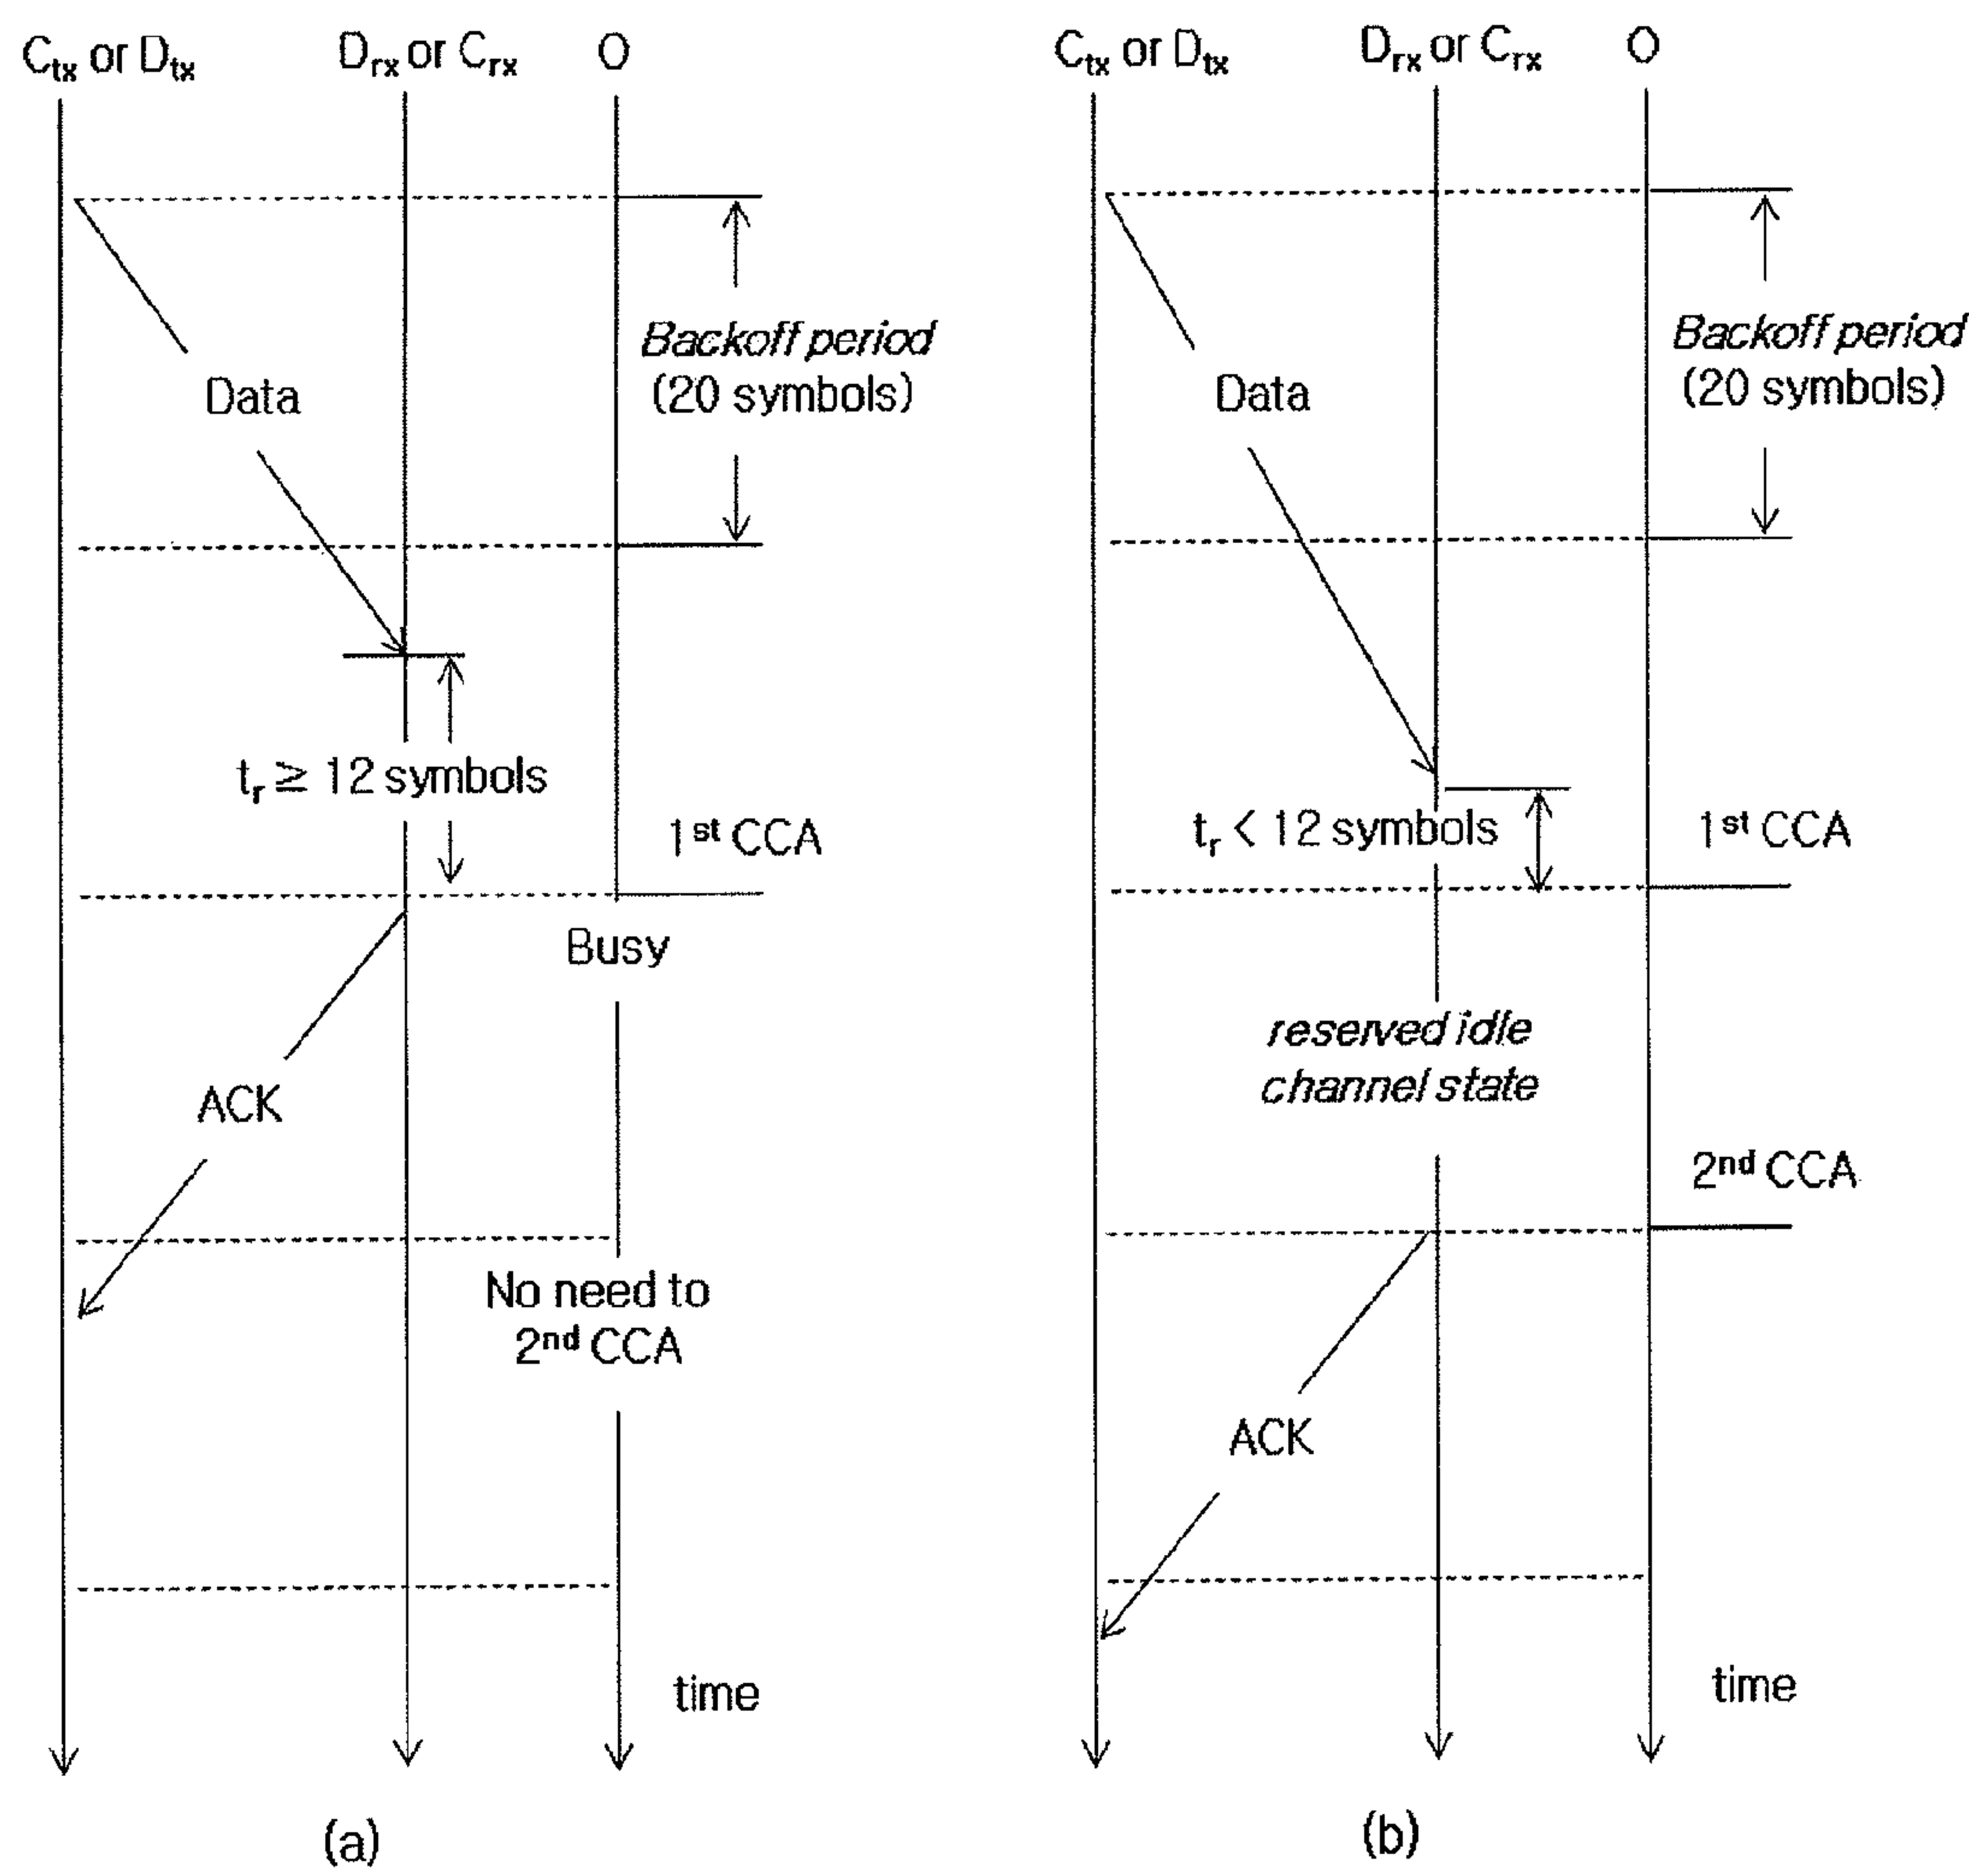 Ctx or Dtx
Drx or Crx
O
Backoff period
(20 symbols)
Data
tr ≥ 12 symbols
1st CCA
Busy
ACK
No need to
2nd CCA
time
(a)
Ctx or Dtx
Drx or Crx
O
Backoff period
(20 symbols)
Data
tr < 12 symbols
1st CCA
reserved idle
channel state
2nd CCA
ACK
time
(b)